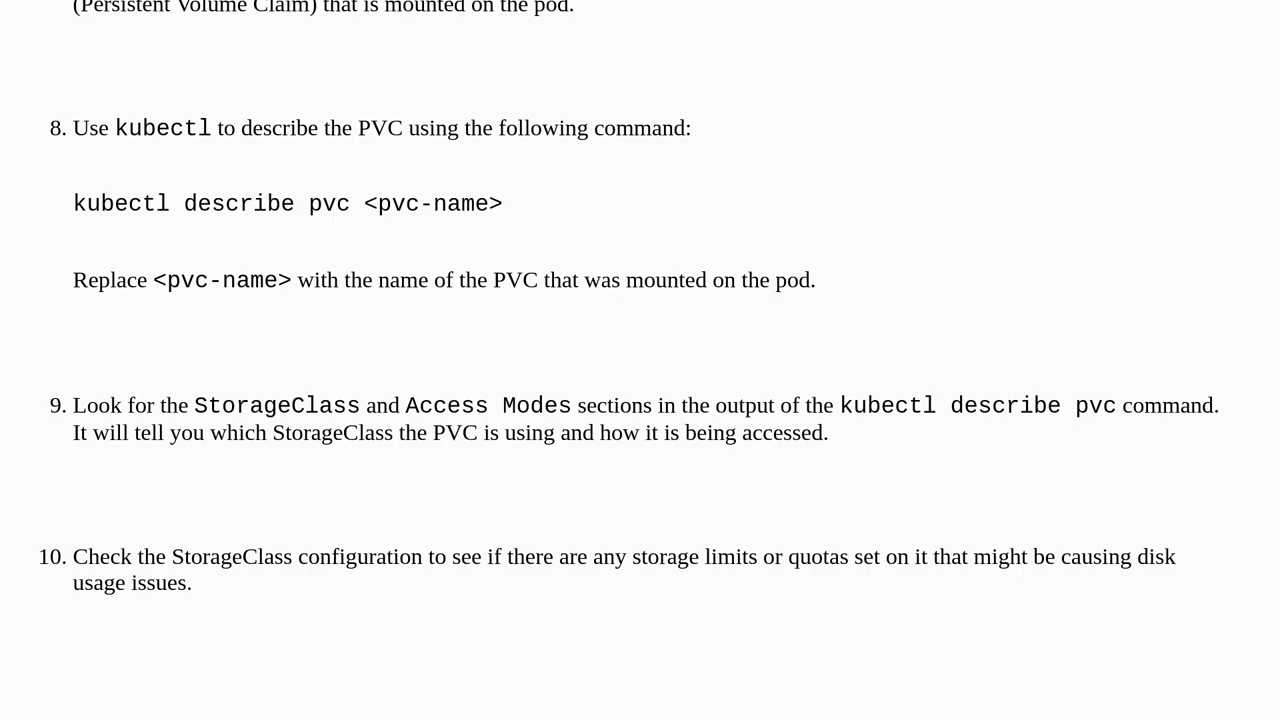 (Persistent Volume Claim) that is mounted on the pod.
8. Use kubectl to describe the PVC using the following command:
kubectl describe pvc <pvc-name>
Replace <pvc-name> with the name of the PVC that was mounted on the pod.
9. Look for the StorageClass and Access Modes sections in the output of the kubectl describe pvc command.
It will tell you which StorageClass the PVC is using and how it is being accessed.
10. Check the StorageClass configuration to see if there are any storage limits or quotas set on it that might be causing disk
usage issues.